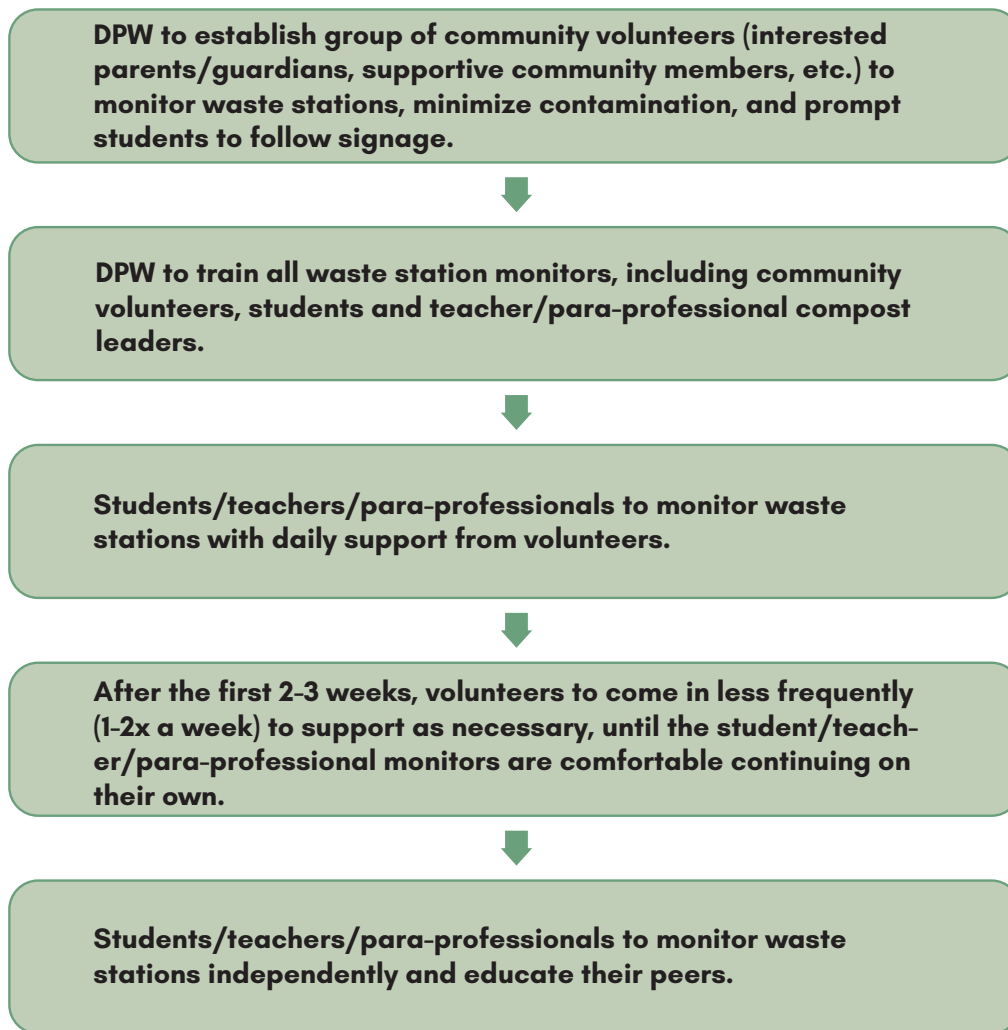 DPW to establish group of community volunteers (interested
parents/guardians, supportive community members, etc.) to
monitor waste stations, minimize contamination, and prompt
students to follow signage.
DPW to train all waste station monitors, including community
volunteers, students and teacher/para-professional compost
leaders.
Students/teachers/para-professionals to monitor waste
stations with daily support from volunteers.
After the first 2-3 weeks, volunteers to come in less frequently
(1-2x a week) to support as necessary, until the student/teach-
er/para-professional monitors are comfortable continuing on
their own.
Students/teachers/para-professionals to monitor waste
stations independently and educate their peers.